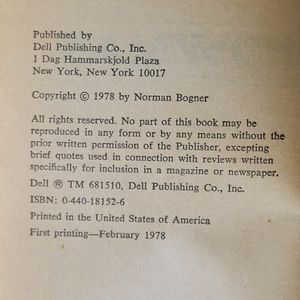 Published by
Dell Publishing Co., Inc.
1 Dag Hammarskjold Plaza
New York, New York 10017
Copyright © 1978 by Norman Bogner
All rights reserved. No part of this book may be
reproduced in any form or by any means without the
prior written permission of the Publisher, excepting
brief quotes used in connection with reviews written
specifically for inclusion in a magazine or newspaper.
Dell ® TM 681510, Dell Publishing Co., Inc.
ISBN: 0-440-18152-6
Printed in the United States of America
First printing—February 1978